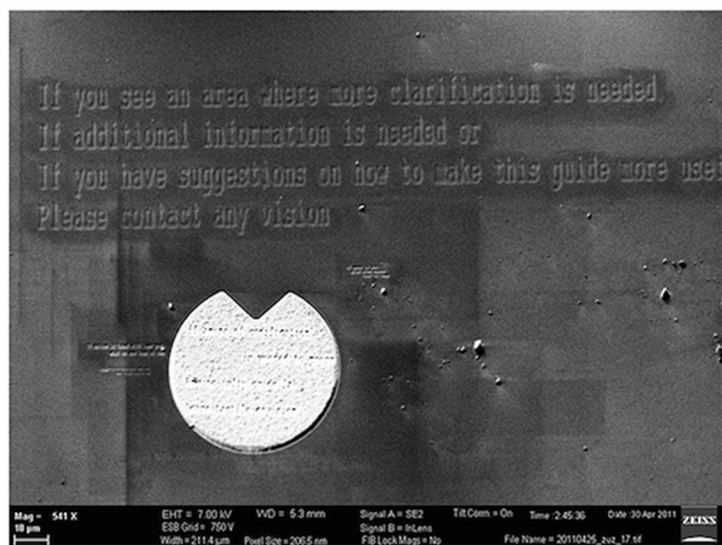 If you see an area where more clarification is needed
If additional information is needed or
If you have suggestions on how to make this guide more use
Please contact any vision
Mag = 541 X
10 µm
EHT = 7.00 kV
ESB Grid = 750 V
Width = 211.4 µm
WD = 5.3 mm
Pixel Size = 206.5 nm
Signal A = SE2
Signal B = InLens
FIB Lock Mags = No
Tilt Corrn. = On
Time :2:45:36
Date :30 Apr 2011
File Name = 20110426_zuz_17.tif
ZEISS